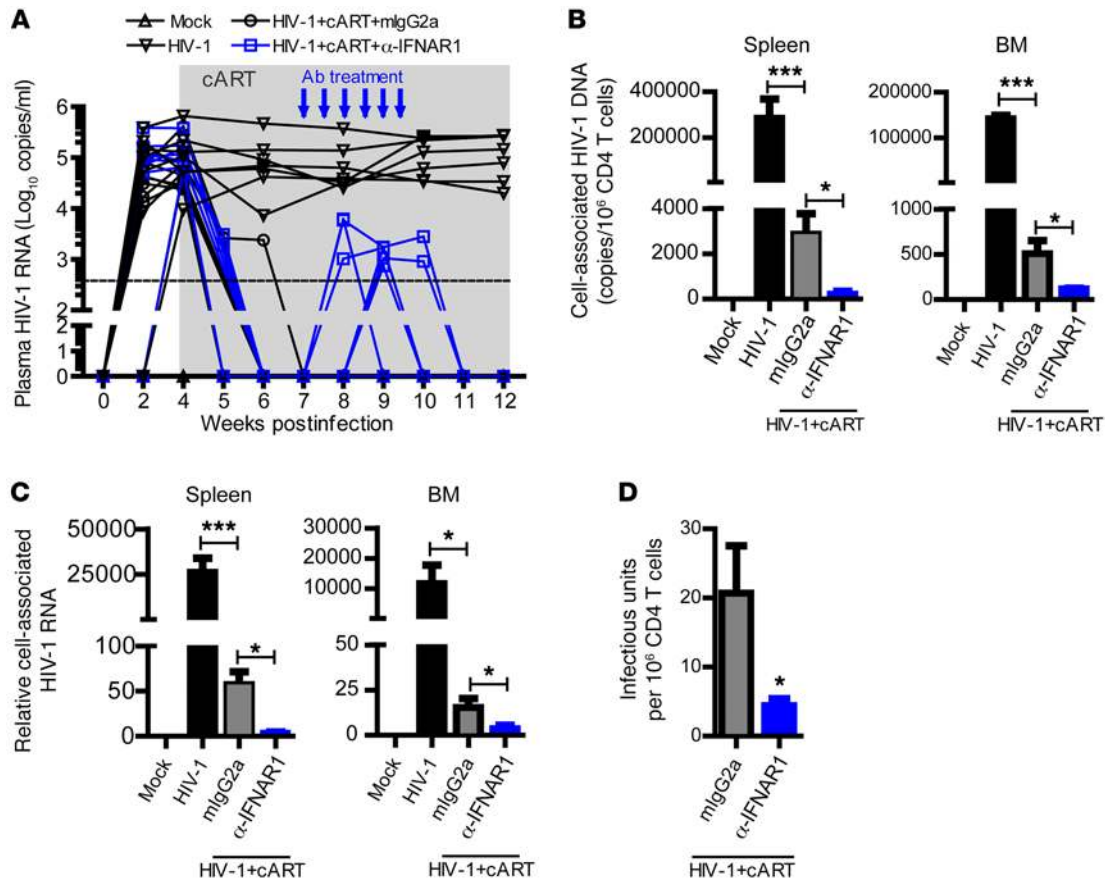 A
Mock
HIV-1+cART+mIgG2a
HIV-1
HIV-1+cART+α-IFNAR1
cART
Ab treatment
Plasma HIV-1 RNA (Log10 copies/ml)
6
5
4
3
2
2
1
0
0 2 4 5 6 7 8 9 10 11 12
Weeks postinfection
B
Spleen
BM
Cell-associated HIV-1 DNA
(copies/10⁶ CD4 T cells)
400000
200000
4000
2000
0
***
*
Mock
HIV-1
mIgG2a
α-IFNAR1
HIV-1+cART
200000
100000
1000
500
0
***
*
Mock
HIV-1
mIgG2a
α-IFNAR1
HIV-1+cART
C
Spleen
BM
Relative cell-associated
HIV-1 RNA
50000
25000
100
50
0
***
*
Mock
HIV-1
mIgG2a
α-IFNAR1
HIV-1+cART
30000
20000
10000
50
25
0
*
*
Mock
HIV-1
mIgG2a
α-IFNAR1
HIV-1+cART
D
Infectious units
per 10⁶ CD4 T cells
30
20
10
0
*
mIgG2a
α-IFNAR1
HIV-1+cART